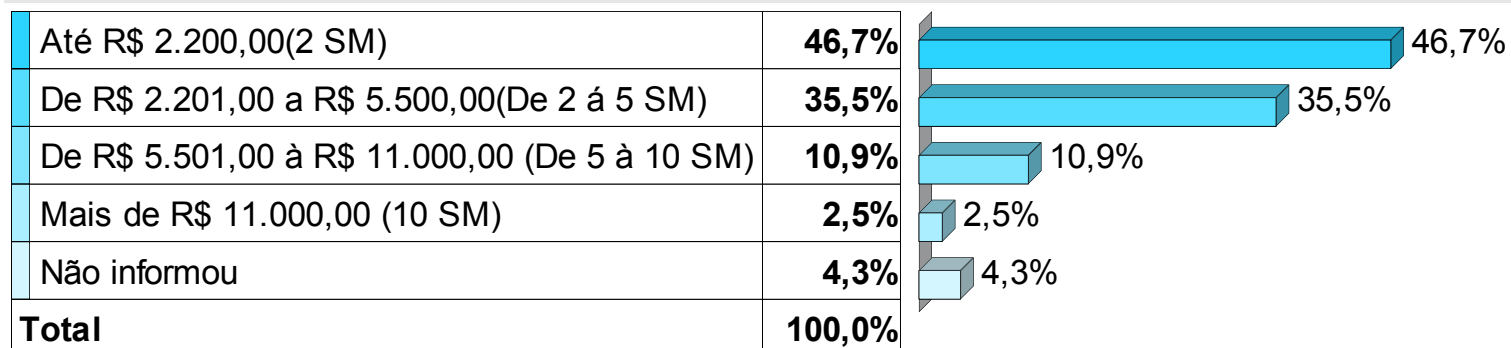 Até R$ 2.200,00(2 SM) 46,7% 46,7%
De R$ 2.201,00 a R$ 5.500,00(De 2 á 5 SM) 35,5% 35,5%
De R$ 5.501,00 à R$ 11.000,00 (De 5 à 10 SM) 10,9% 10,9%
Mais de R$ 11.000,00 (10 SM) 2,5% 2,5%
Não informou 4,3% 4,3%
Total 100,0%